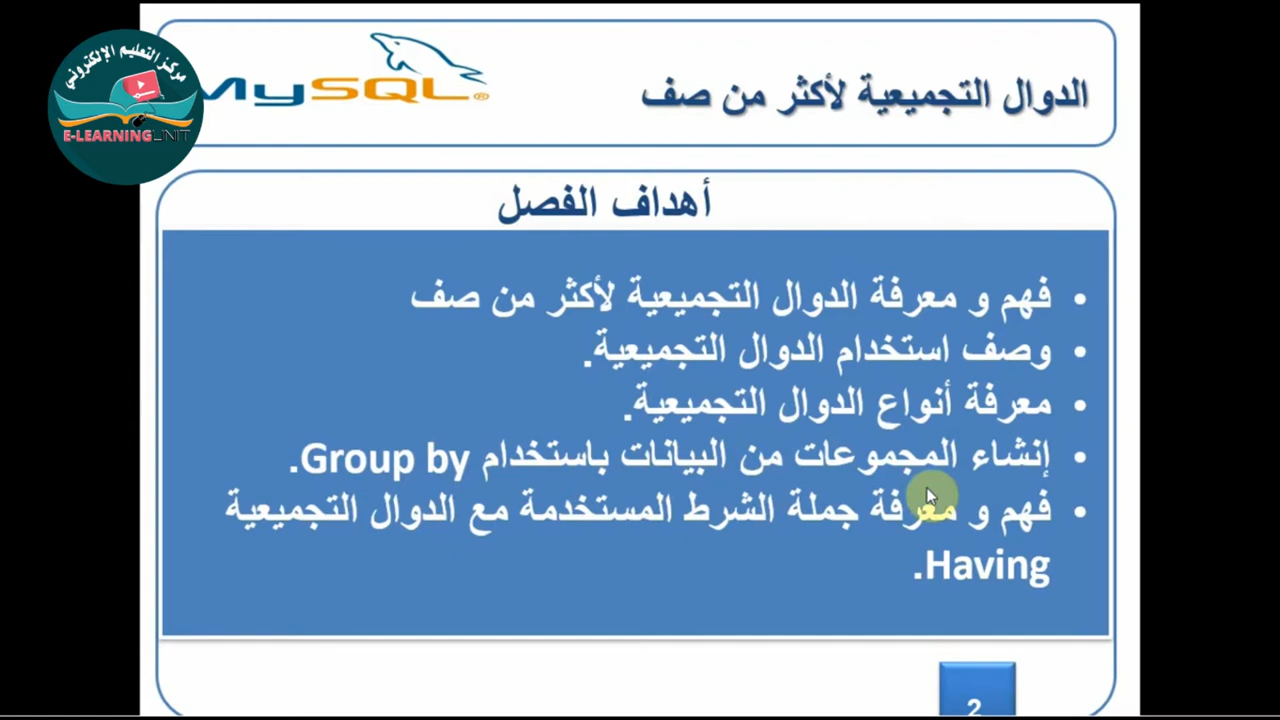 مركز التعليم الإلكتروني
E-LEARNING UNIT
MySQL®
الدوال التجميعية لأكثر من صف
أهداف الفصل
• فهم و معرفة الدوال التجميعية لأكثر من صف
• وصف استخدام الدوال التجميعية.
• معرفة أنواع الدوال التجميعية.
• إنشاء المجموعات من البيانات باستخدام Group by.
• فهم و معرفة جملة الشرط المستخدمة مع الدوال التجميعية
Having.
2